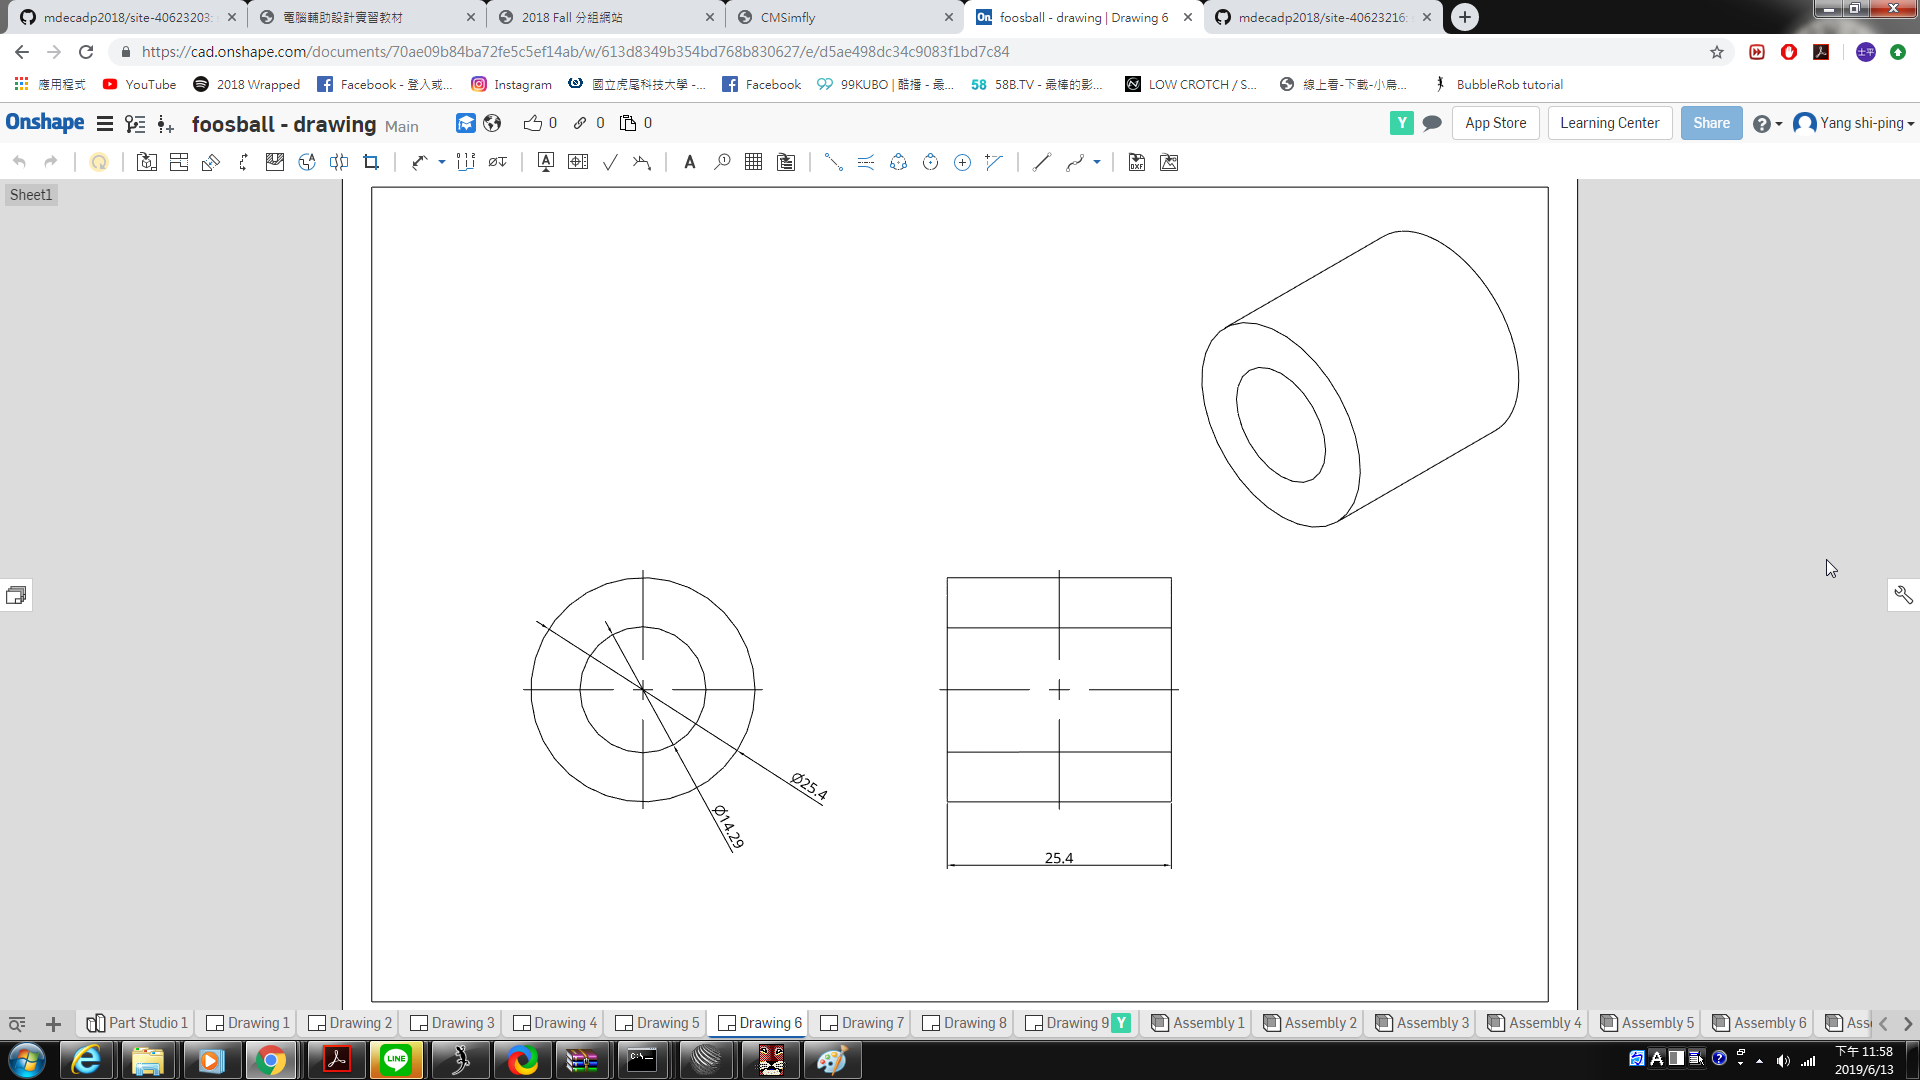 mdecadp2018/site-40623203:
電腦輔助設計實習教材
2018 Fall 分組網站
CMSimfly
On. foosball - drawing | Drawing 6
mdecadp2018/site-40623216:
https://cad.onshape.com/documents/70ae09b84ba72fe5c5ef14ab/w/613d8349b354bd768b830627/e/d5ae498dc34c9083f1bd7c84
應用程式
YouTube
2018 Wrapped
Facebook - 登入或...
Instagram
國立虎尾科技大學 -...
Facebook
99KUBO | 酷播 - 最...
58 58B.TV - 最棒的影...
LOW CROTCH / S...
線上看-下載-小鳥...
BubbleRob tutorial
Onshape
foosball - drawing Main
0
0
0
Y
App Store
Learning Center
Share
Yang shi-ping
Sheet1
Ø25.4
Ø14.29
25.4
Part Studio 1
Drawing 1
Drawing 2
Drawing 3
Drawing 4
Drawing 5
Drawing 6
Drawing 7
Drawing 8
Drawing 9 Y
Assembly 1
Assembly 2
Assembly 3
Assembly 4
Assembly 5
Assembly 6
Ass
LINE
下午 11:58
2019/6/13